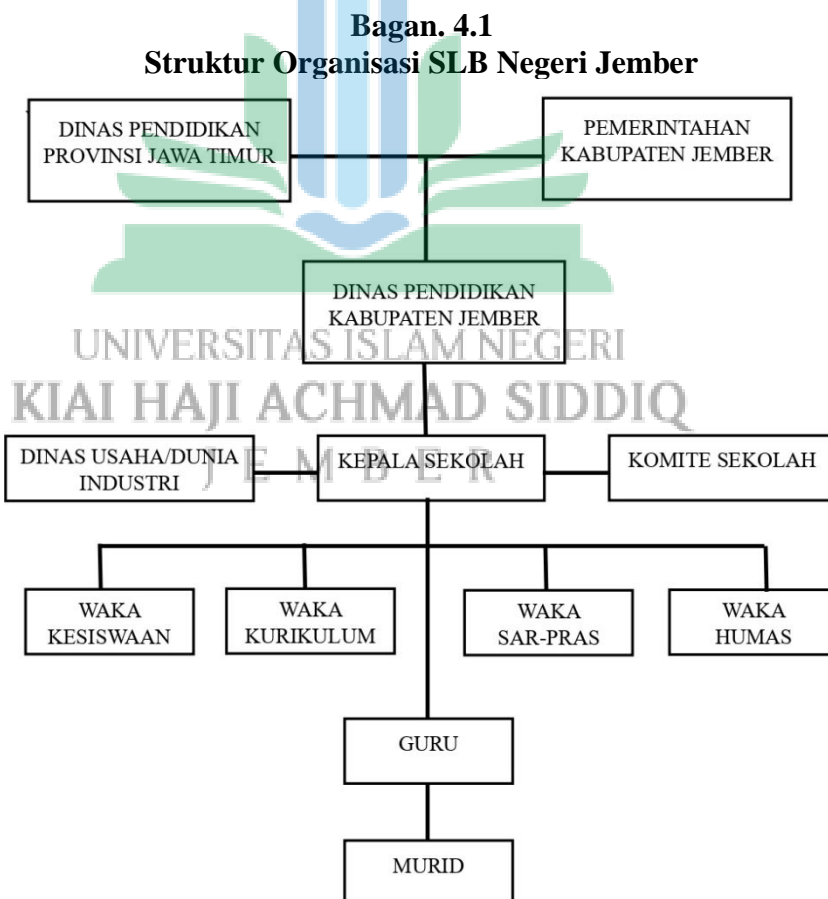 Bagan. 4.1
Struktur Organisasi SLB Negeri Jember
DINAS PENDIDIKAN
PROVINSI JAWA TIMUR
PEMERINTAHAN
KABUPATEN JEMBER
DINAS PENDIDIKAN
KABUPATEN JEMBER
UNIVERSITAS ISLAM NEGERI
KIAI HAJI ACHMAD SIDDIQ
JEMBER
DINAS USAHA/DUNIA
INDUSTRI
KEPALA SEKOLAH
KOMITE SEKOLAH
WAKA
KESISWAAN
WAKA
KURIKULUM
WAKA
SAR-PRAS
WAKA
HUMAS
GURU
MURID